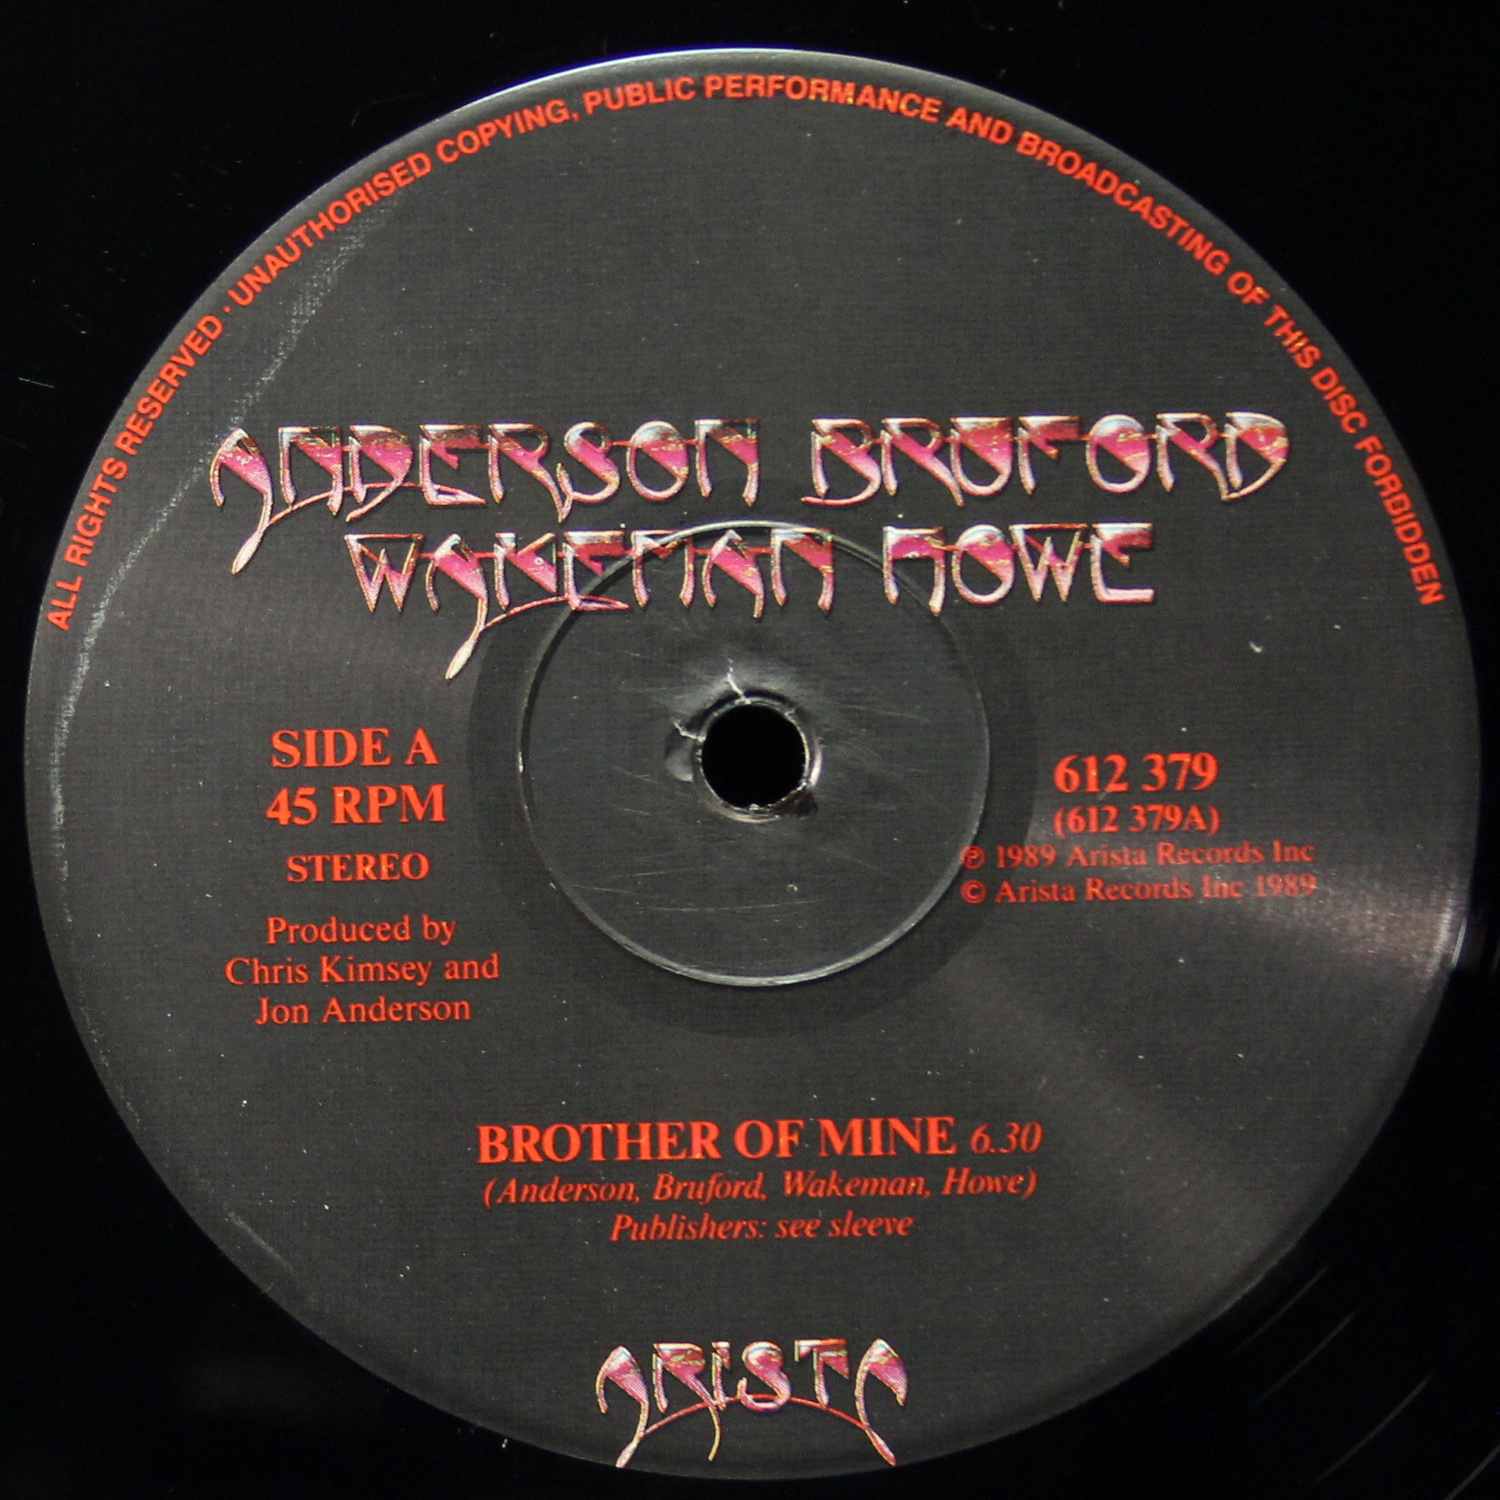 ALL RIGHTS RESERVED · UNAUTHORISED COPYING, PUBLIC PERFORMANCE AND BROADCASTING OF THIS DISC FORBIDDEN
ANDERSON BRUFORD
WAKEMAN HOWE
SIDE A
45 RPM
STEREO
Produced by
Chris Kimsey and
Jon Anderson
612 379
(612 379A)
℗ 1989 Arista Records Inc
© Arista Records Inc 1989
BROTHER OF MINE 6.30
(Anderson, Bruford, Wakeman, Howe)
Publishers: see sleeve
ARISTA